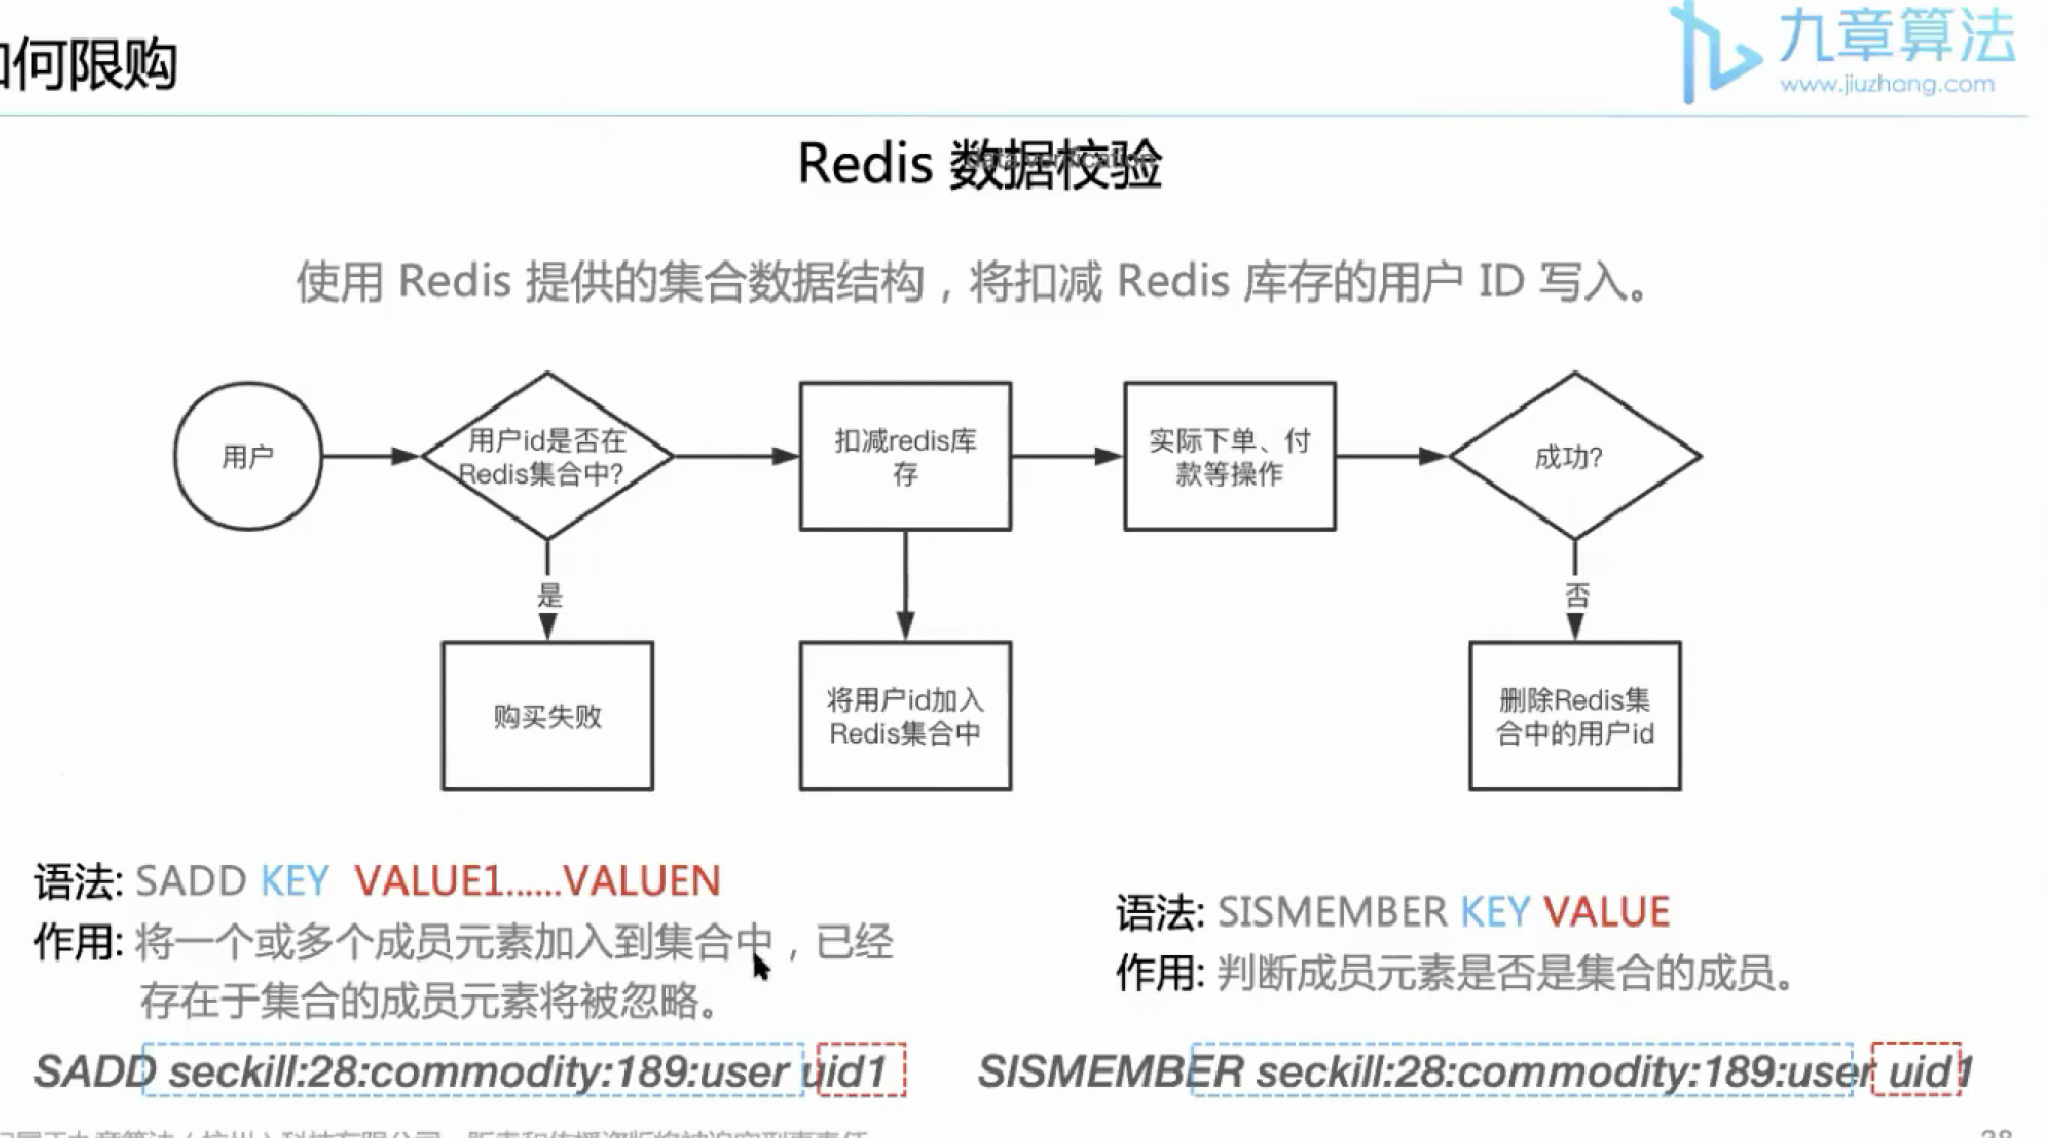 如何限购
九章算法
www.jiuzhang.com
Redis 数据校验
data verification
使用 Redis 提供的集合数据结构，将扣减 Redis 库存的用户 ID 写入。
用户
用户id是否在
Redis集合中?
扣减redis库
存
实际下单、付
款等操作
成功?
是
否
购买失败
将用户id加入
Redis集合中
删除Redis集
合中的用户id
语法: SADD KEY VALUE1......VALUEN
作用: 将一个或多个成员元素加入到集合中，已经
存在于集合的成员元素将被忽略。
SADD seckill:28:commodity:189:user uid1
语法: SISMEMBER KEY VALUE
作用: 判断成员元素是否是集合的成员。
SISMEMBER seckill:28:commodity:189:user uid1